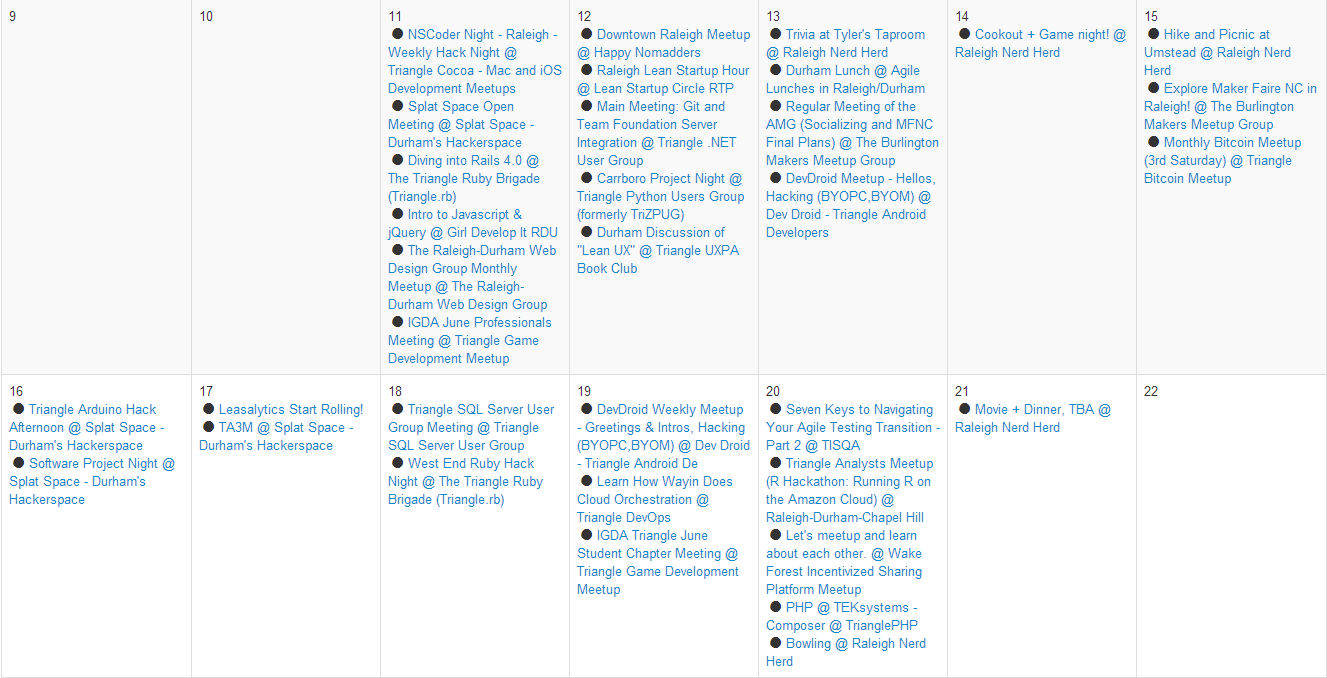 9
10
11
● NSCoder Night - Raleigh -
Weekly Hack Night @
Triangle Cocoa - Mac and iOS
Development Meetups
● Splat Space Open
Meeting @ Splat Space -
Durham's Hackerspace
● Diving into Rails 4.0 @
The Triangle Ruby Brigade
(Triangle.rb)
● Intro to Javascript &
jQuery @ Girl Develop It RDU
● The Raleigh-Durham Web
Design Group Monthly
Meetup @ The Raleigh-
Durham Web Design Group
● IGDA June Professionals
Meeting @ Triangle Game
Development Meetup
12
● Downtown Raleigh Meetup
@ Happy Nomadders
● Raleigh Lean Startup Hour
@ Lean Startup Circle RTP
● Main Meeting: Git and
Team Foundation Server
Integration @ Triangle .NET
User Group
● Carrboro Project Night @
Triangle Python Users Group
(formerly TriZPUG)
● Durham Discussion of
"Lean UX" @ Triangle UXPA
Book Club
13
● Trivia at Tyler's Taproom
@ Raleigh Nerd Herd
● Durham Lunch @ Agile
Lunches in Raleigh/Durham
● Regular Meeting of the
AMG (Socializing and MFNC
Final Plans) @ The Burlington
Makers Meetup Group
● DevDroid Meetup - Hellos,
Hacking (BYOPC,BYOM) @
Dev Droid - Triangle Android
Developers
14
● Cookout + Game night! @
Raleigh Nerd Herd
15
● Hike and Picnic at
Umstead @ Raleigh Nerd
Herd
● Explore Maker Faire NC in
Raleigh! @ The Burlington
Makers Meetup Group
● Monthly Bitcoin Meetup
(3rd Saturday) @ Triangle
Bitcoin Meetup
16
● Triangle Arduino Hack
Afternoon @ Splat Space -
Durham's Hackerspace
● Software Project Night @
Splat Space - Durham's
Hackerspace
17
● Leasalytics Start Rolling!
● TA3M @ Splat Space -
Durham's Hackerspace
18
● Triangle SQL Server User
Group Meeting @ Triangle
SQL Server User Group
● West End Ruby Hack
Night @ The Triangle Ruby
Brigade (Triangle.rb)
19
● DevDroid Weekly Meetup
- Greetings & Intros, Hacking
(BYOPC,BYOM) @ Dev Droid
- Triangle Android De
● Learn How Wayin Does
Cloud Orchestration @
Triangle DevOps
● IGDA Triangle June
Student Chapter Meeting @
Triangle Game Development
Meetup
20
● Seven Keys to Navigating
Your Agile Testing Transition -
Part 2 @ TISQA
● Triangle Analysts Meetup
(R Hackathon: Running R on
the Amazon Cloud) @
Raleigh-Durham-Chapel Hill
● Let's meetup and learn
about each other. @ Wake
Forest Incentivized Sharing
Platform Meetup
● PHP @ TEKsystems -
Composer @ TrianglePHP
● Bowling @ Raleigh Nerd
Herd
21
● Movie + Dinner, TBA @
Raleigh Nerd Herd
22